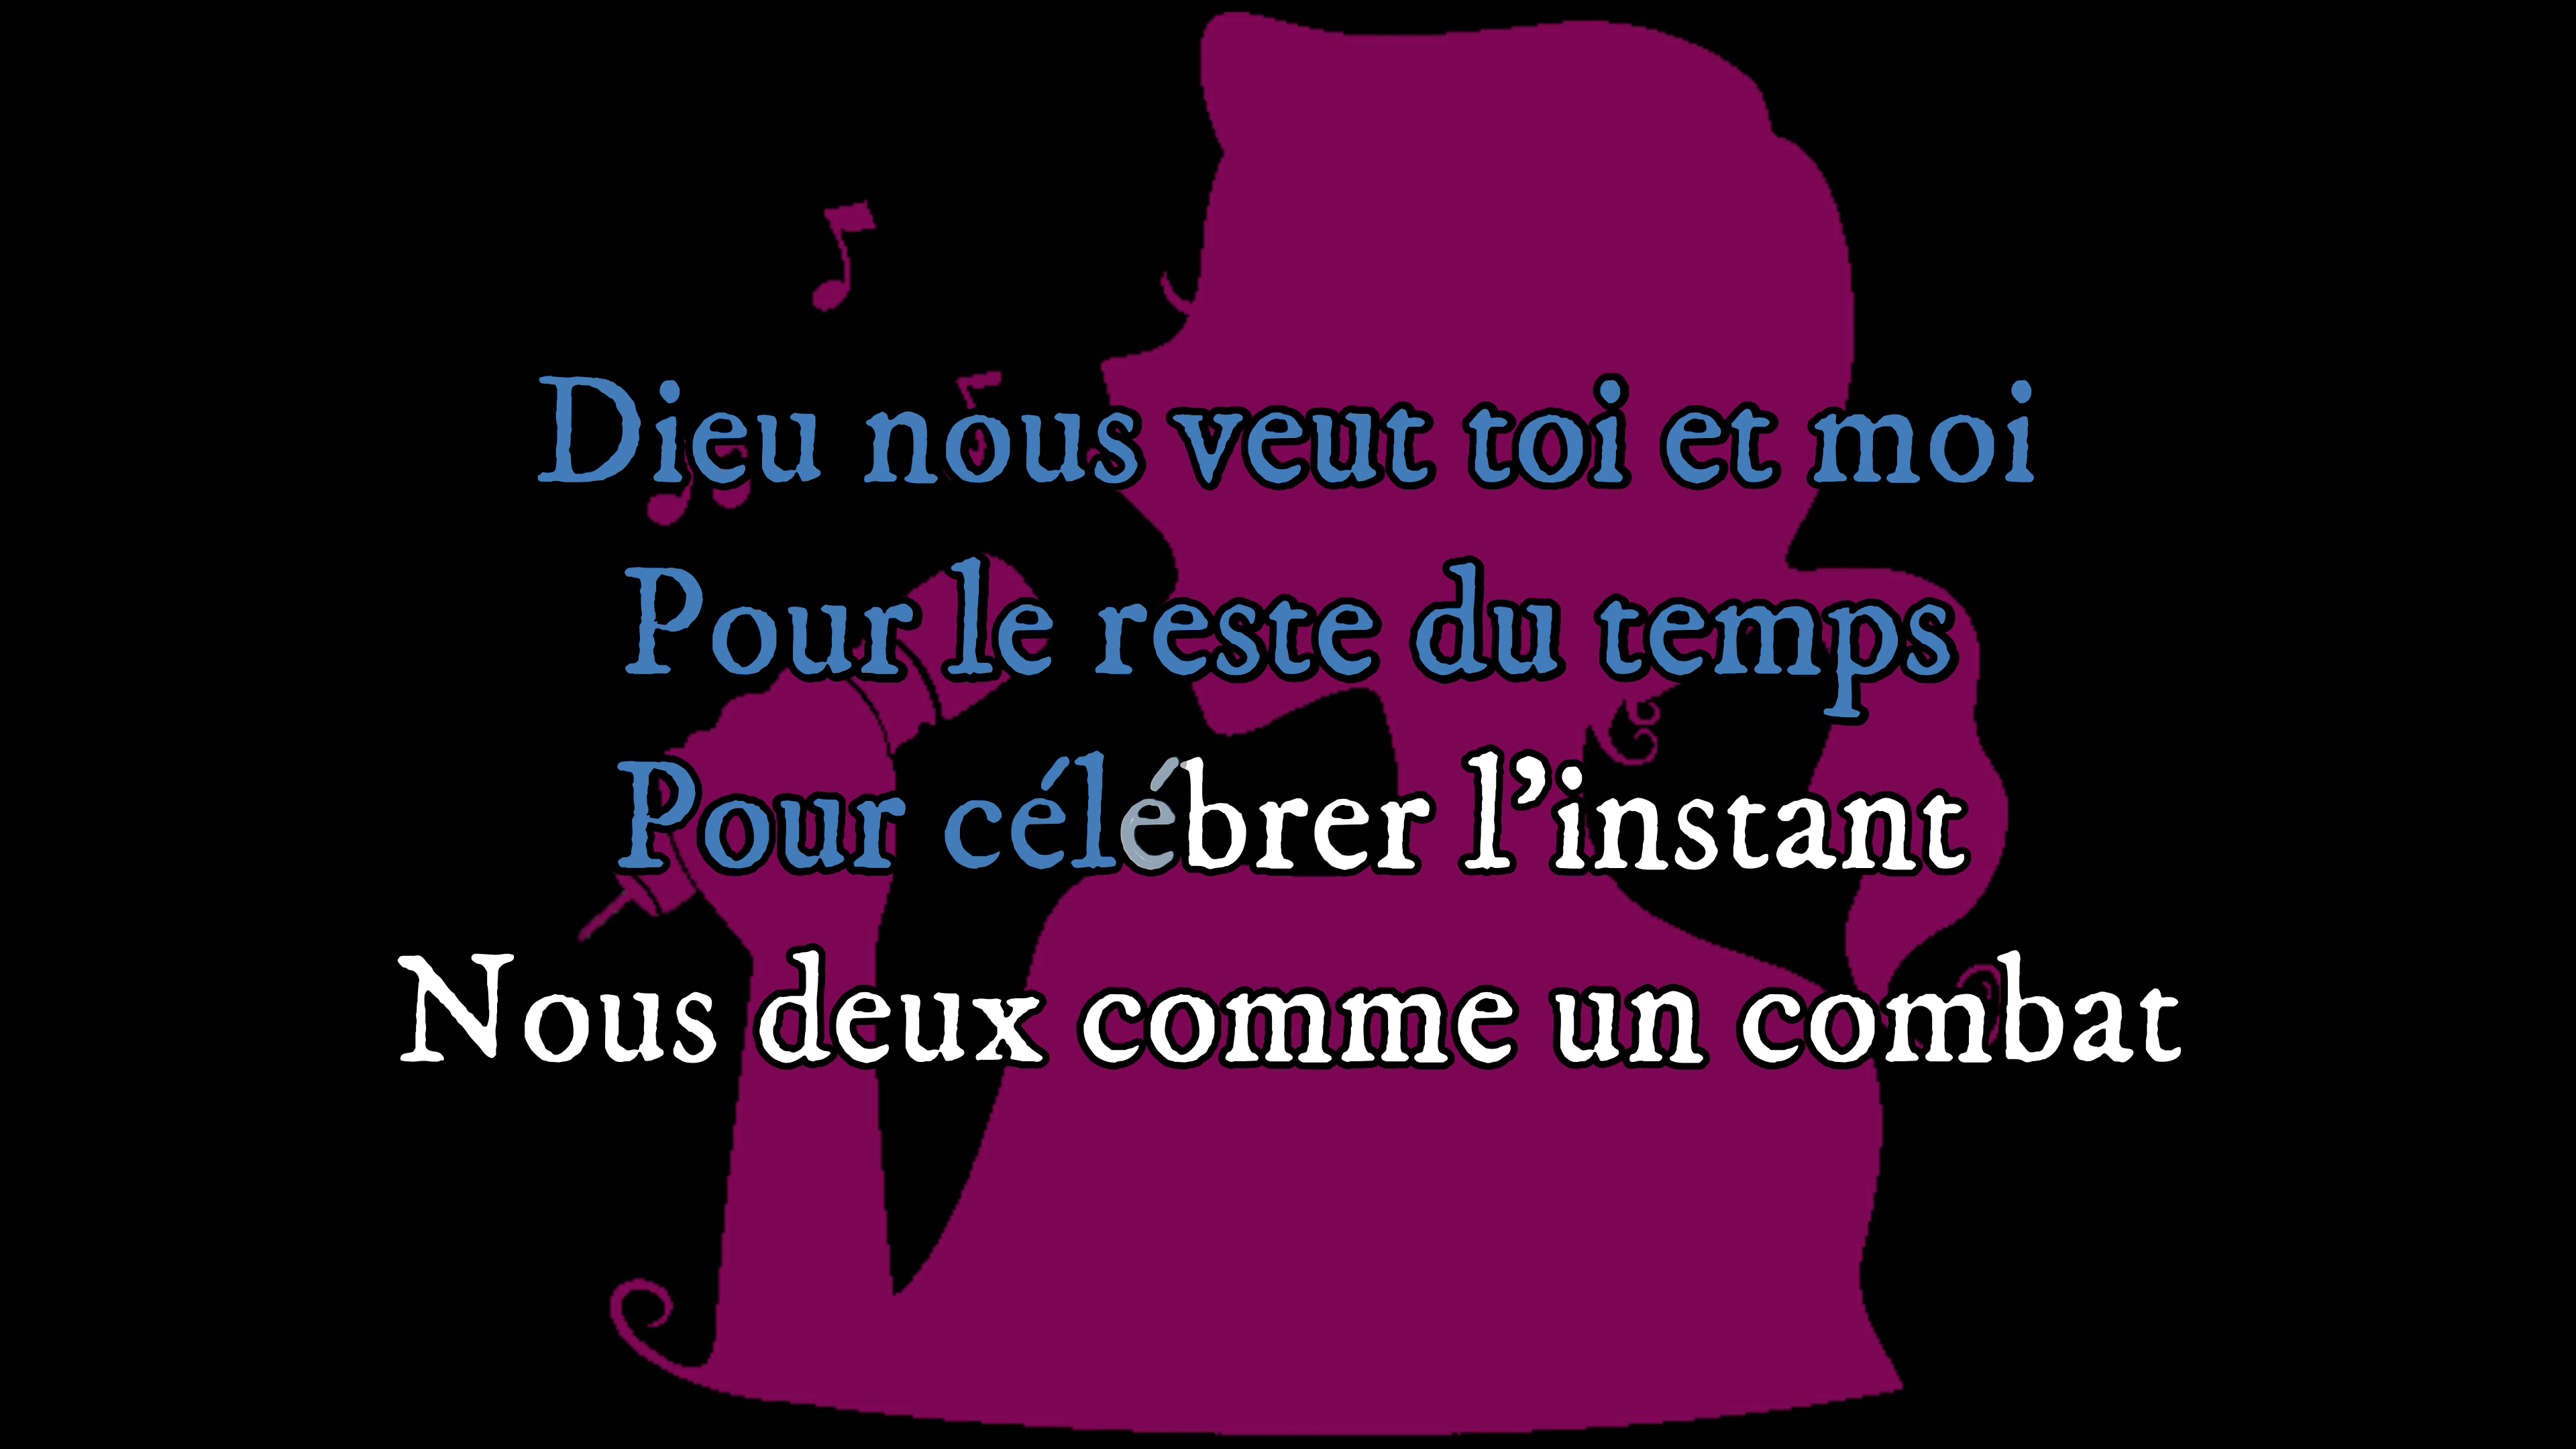 Dieu nous veut toi et moi
Pour le reste du temps
Pour célébrer l’instant
Nous deux comme un combat